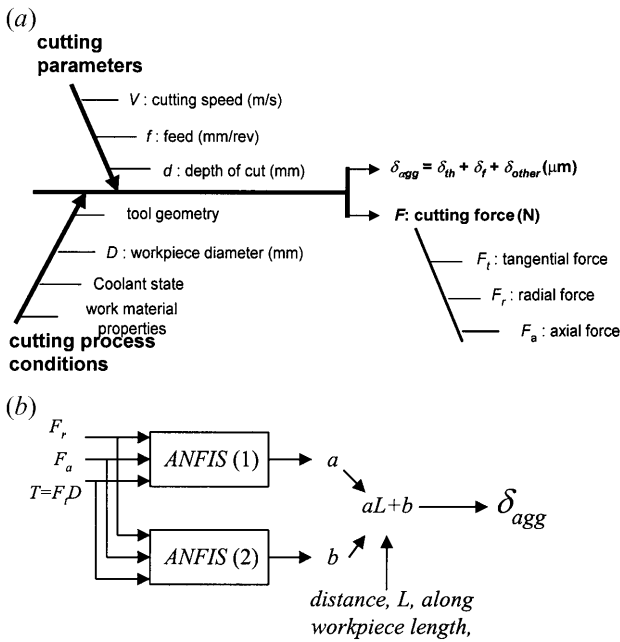 (a)
cutting
parameters
V : cutting speed (m/s)
f : feed (mm/rev)
d : depth of cut (mm)
δagg = δth + δf + δother (μm)
tool geometry
F: cutting force (N)
D : workpiece diameter (mm)
Ft : tangential force
Coolant state
Fr : radial force
work material
properties
Fa : axial force
cutting process
conditions
(b)
Fr
Fa
T=FtD
ANFIS (1)
a
aL+b
δagg
ANFIS (2)
b
distance, L, along
workpiece length,